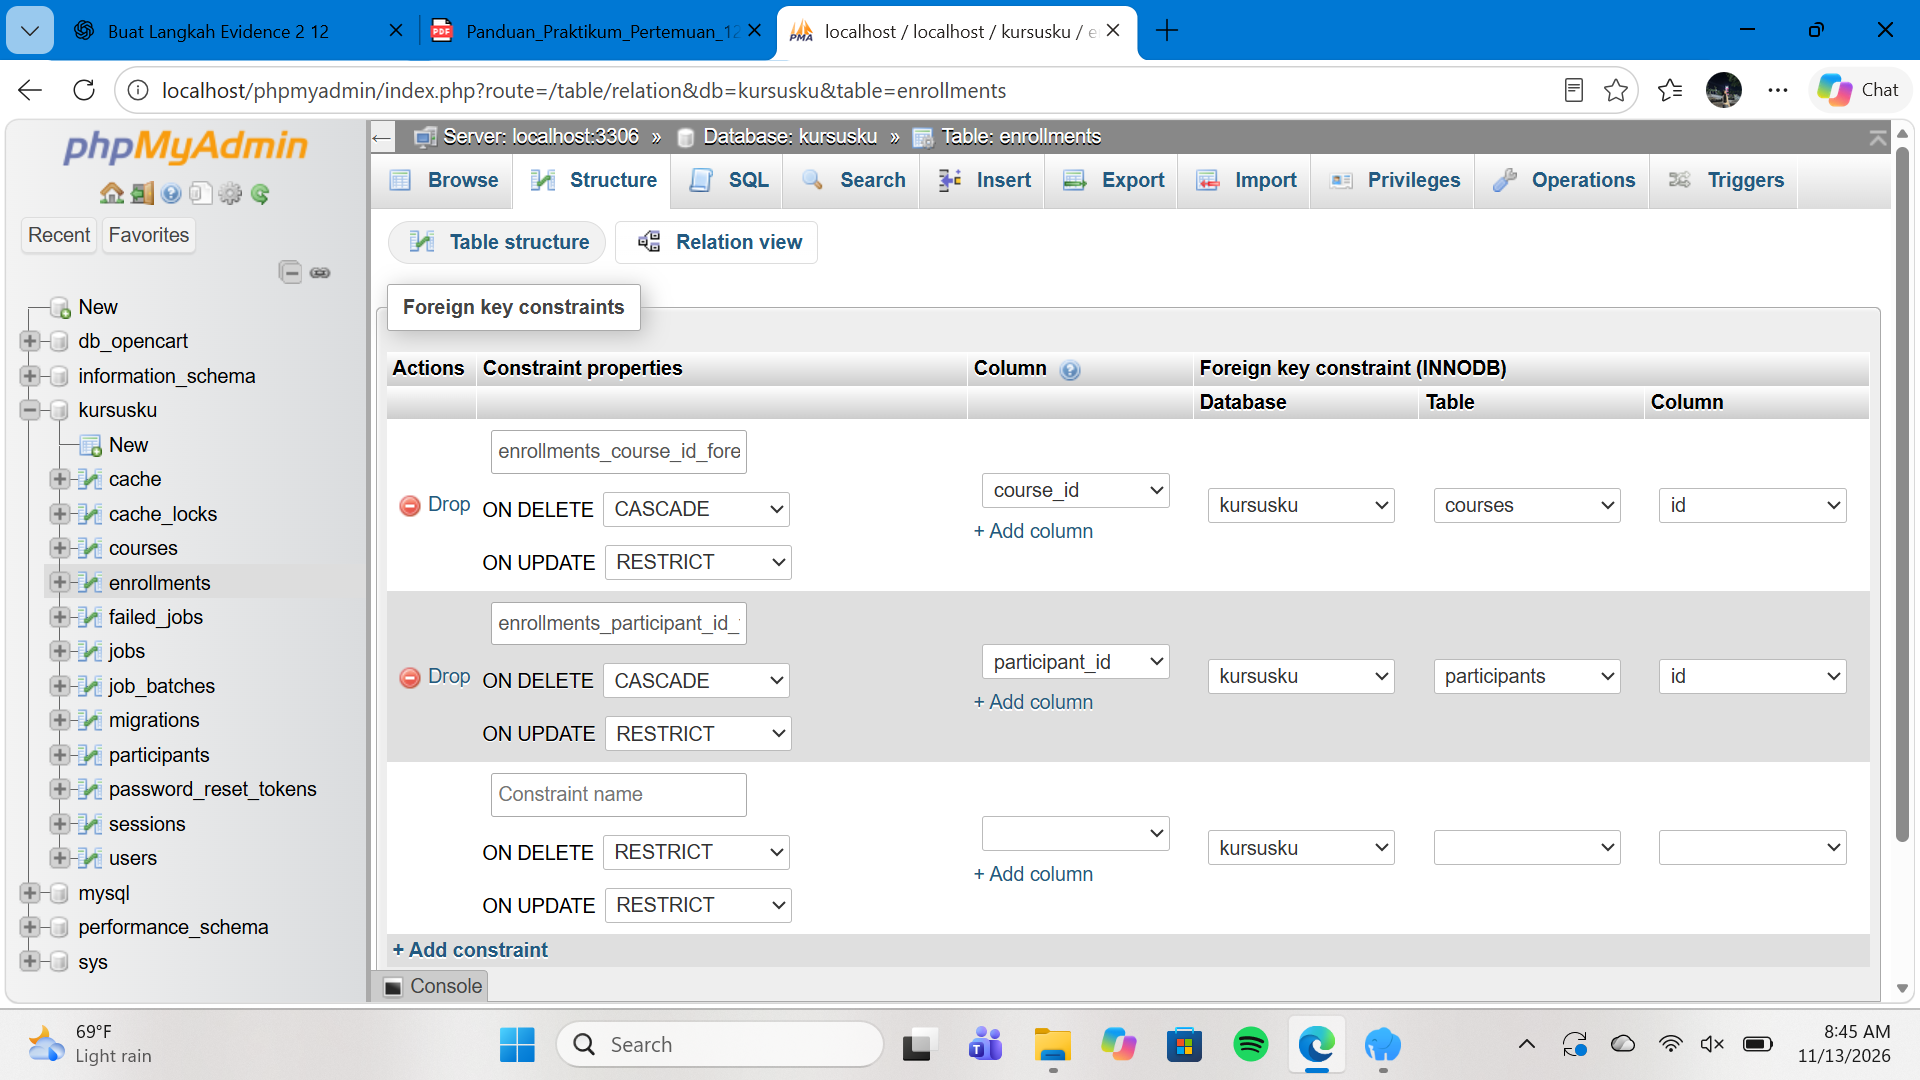 Buat Langkah Evidence 2 12
Panduan_Praktikum_Pertemuan_12
localhost / localhost / kursusku / e
localhost/phpmyadmin/index.php?route=/table/relation&db=kursusku&table=enrollments
Chat
phpMyAdmin
Recent
Favorites
New
db_opencart
information_schema
kursusku
New
cache
cache_locks
courses
enrollments
failed_jobs
jobs
job_batches
migrations
participants
password_reset_tokens
sessions
users
mysql
performance_schema
sys
Server: localhost:3306 » Database: kursusku » Table: enrollments
Browse Structure SQL Search Insert Export Import Privileges Operations Triggers
Table structure Relation view
Foreign key constraints
Actions Constraint properties Column Foreign key constraint (INNODB)
Database Table Column
enrollments_course_id_fore
Drop ON DELETE CASCADE course_id kursusku courses id
+ Add column
ON UPDATE RESTRICT
enrollments_participant_id_
Drop ON DELETE CASCADE participant_id kursusku participants id
+ Add column
ON UPDATE RESTRICT
Constraint name
ON DELETE RESTRICT kursusku
+ Add column
ON UPDATE RESTRICT
+ Add constraint
Console
69°F
Light rain
Search
8:45 AM
11/13/2026